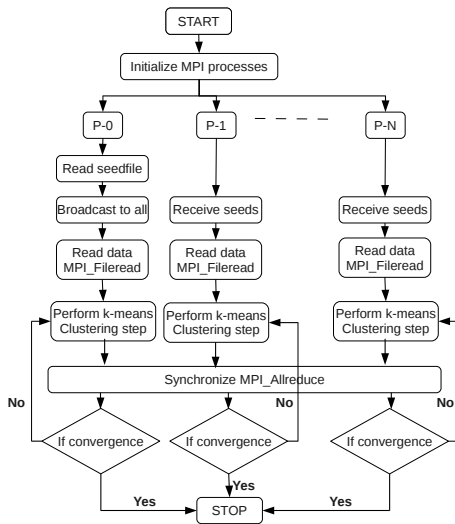 START
Initialize MPI processes
P-0
P-1
P-N
Read seedfile
Broadcast to all
Receive seeds
Receive seeds
Read data
MPI_Fileread
Read data
MPI_Fileread
Read data
MPI_Fileread
Perform k-means
Clustering step
Perform k-means
Clustering step
Perform k-means
Clustering step
Synchronize MPI_Allreduce
No
No
No
If convergence
If convergence
If convergence
Yes
Yes
Yes
STOP